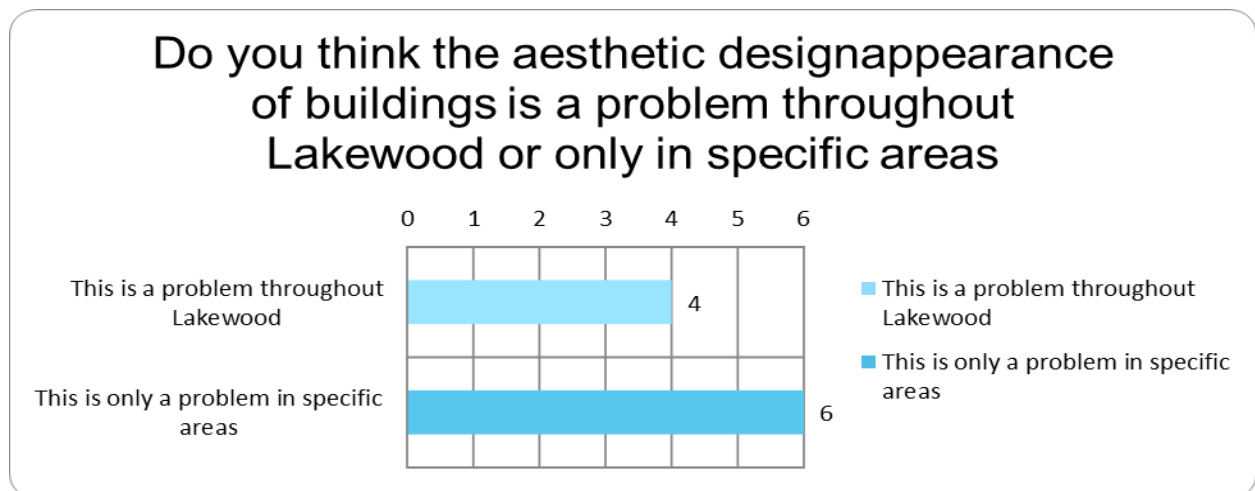 Do you think the aesthetic designappearance
of buildings is a problem throughout
Lakewood or only in specific areas
0 1 2 3 4 5 6
This is a problem throughout
Lakewood
4
This is only a problem in specific
areas
6
This is a problem throughout
Lakewood
This is only a problem in specific
areas